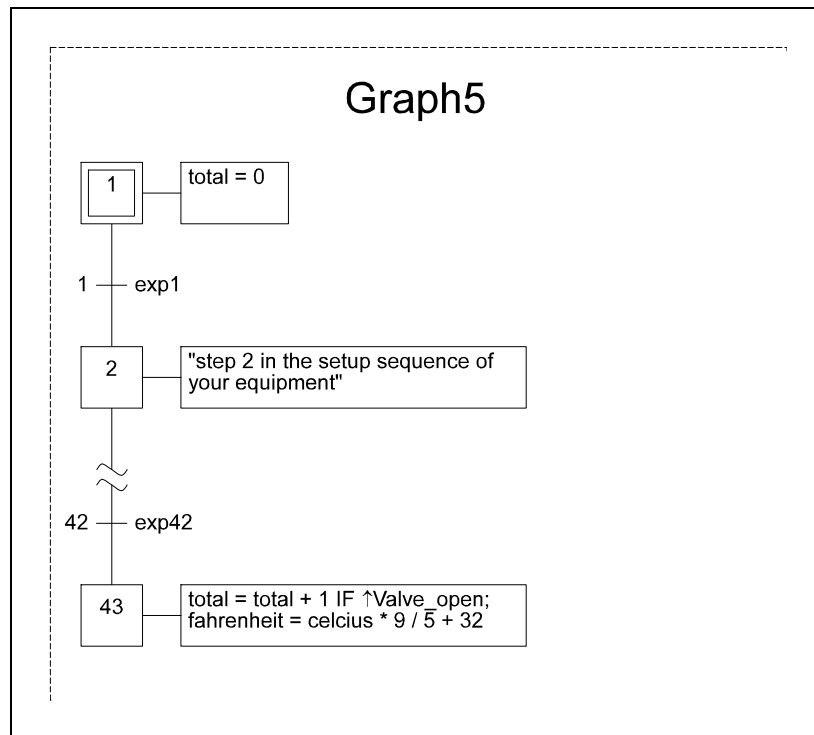 Graph5
1
total = 0
1
exp1
2
"step 2 in the setup sequence of
your equipment"
42
exp42
43
total = total + 1 IF ↑Valve_open;
fahrenheit = celcius * 9 / 5 + 32